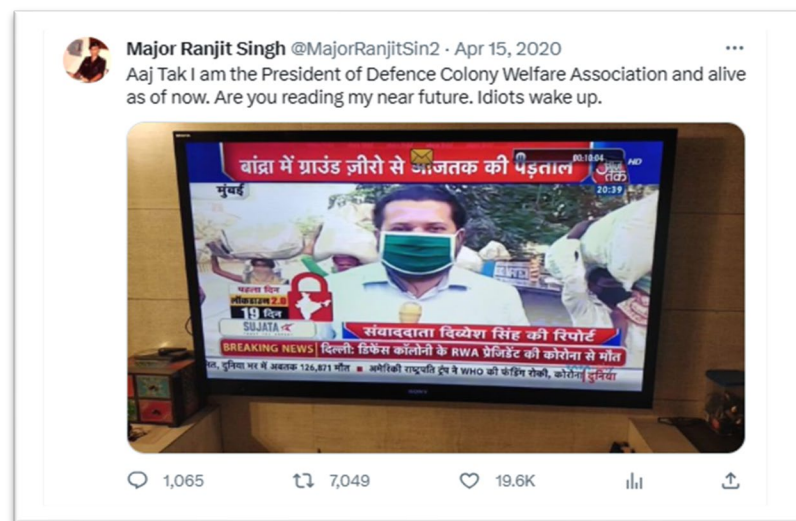 Major Ranjit Singh @MajorRanjitSin2 · Apr 15, 2020
Aaj Tak I am the President of Defence Colony Welfare Association and alive
as of now. Are you reading my near future. Idiots wake up.
बांद्रा में ग्राउंड ज़ीरो से आजतक की पड़ताल
00:10:04
HD
तक
20:39
मुंबई
पहला दिन
लॉकडाउन 2.0
19 दिन
SUJATA
संवाददाता दिव्येश सिंह की रिपोर्ट
BREAKING NEWS दिल्ली: डिफेंस कॉलोनी के RWA प्रेजिडेंट की कोरोना से मौत
दुनिया भर में अबतक 126,871 मौत ■ अमेरिकी राष्ट्रपति ट्रंप ने WHO की फंडिंग रोकी, कोरोना दुनिया
SONY
1,065 7,049 19.6K